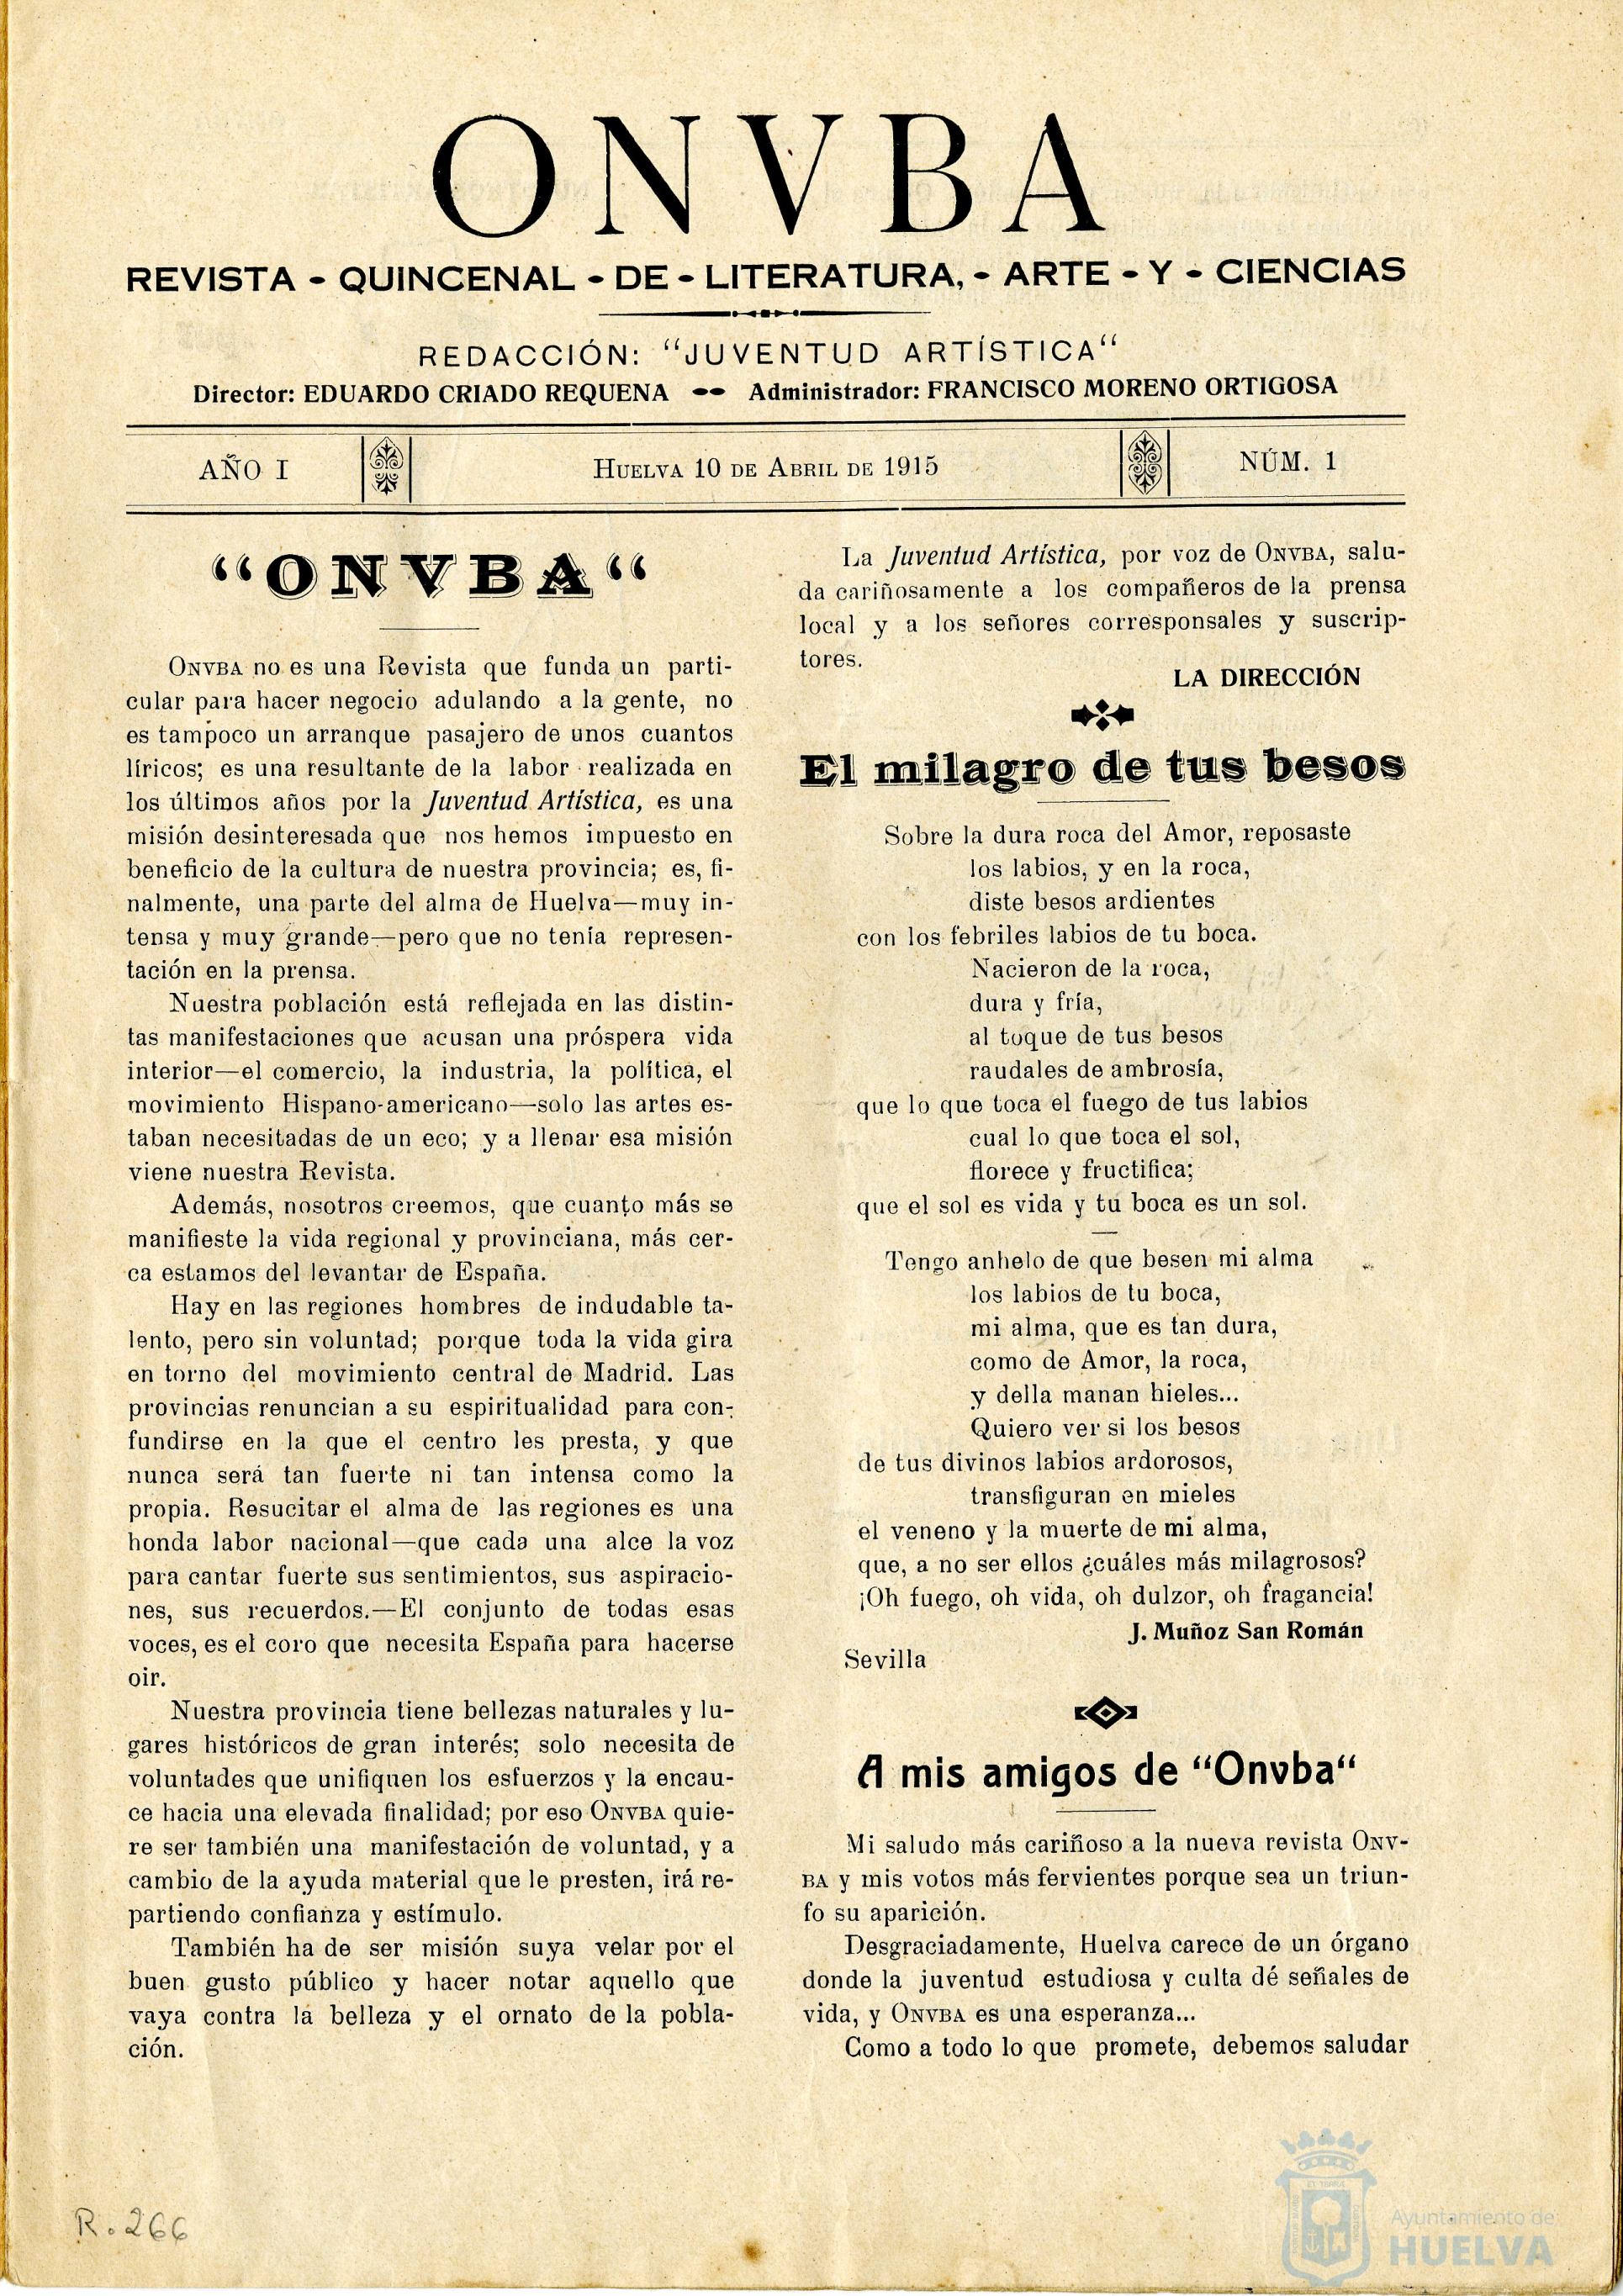 ONVBA
REVISTA - QUINCENAL - DE - LITERATURA, - ARTE - Y - CIENCIAS
REDACCIÓN: “JUVENTUD ARTÍSTICA“
Director: EDUARDO CRIADO REQUENA -- Administrador: FRANCISCO MORENO ORTIGOSA
AÑO I
HUELVA 10 DE ABRIL DE 1915
NÚM. 1
“ONVBA“
ONVBA no es una Revista que funda un parti-
cular para hacer negocio adulando a la gente, no
es tampoco un arranque pasajero de unos cuantos
líricos; es una resultante de la labor realizada en
los últimos años por la Juventud Artística, es una
misión desinteresada que nos hemos impuesto en
beneficio de la cultura de nuestra provincia; es, fi-
nalmente, una parte del alma de Huelva—muy in-
tensa y muy grande—pero que no tenía represen-
tación en la prensa.
Nuestra población está reflejada en las distin-
tas manifestaciones que acusan una próspera vida
interior—el comercio, la industria, la política, el
movimiento Hispano-americano—solo las artes es-
taban necesitadas de un eco; y a llenar esa misión
viene nuestra Revista.
Además, nosotros creemos, que cuanto más se
manifieste la vida regional y provinciana, más cer-
ca estamos del levantar de España.
Hay en las regiones hombres de indudable ta-
lento, pero sin voluntad; porque toda la vida gira
en torno del movimiento central de Madrid. Las
provincias renuncian a su espiritualidad para con-
fundirse en la que el centro les presta, y que
nunca será tan fuerte ni tan intensa como la
propia. Resucitar el alma de las regiones es una
honda labor nacional—que cada una alce la voz
para cantar fuerte sus sentimientos, sus aspiracio-
nes, sus recuerdos.—El conjunto de todas esas
voces, es el coro que necesita España para hacerse
oir.
Nuestra provincia tiene bellezas naturales y lu-
gares históricos de gran interés; solo necesita de
voluntades que unifiquen los esfuerzos y la encau-
ce hacia una elevada finalidad; por eso ONVBA quie-
re ser también una manifestación de voluntad, y a
cambio de la ayuda material que le presten, irá re-
partiendo confianza y estímulo.
También ha de ser misión suya velar por el
buen gusto público y hacer notar aquello que
vaya contra la belleza y el ornato de la pobla-
ción.
La Juventud Artística, por voz de ONVBA, salu-
da cariñosamente a los compañeros de la prensa
local y a los señores corresponsales y suscrip-
tores.
LA DIRECCIÓN
El milagro de tus besos
Sobre la dura roca del Amor, reposaste
los labios, y en la roca,
diste besos ardientes
con los febriles labios de tu boca.
Nacieron de la roca,
dura y fría,
al toque de tus besos
raudales de ambrosía,
que lo que toca el fuego de tus labios
cual lo que toca el sol,
florece y fructifica;
que el sol es vida y tu boca es un sol.
Tengo anhelo de que besen mi alma
los labios de tu boca,
mi alma, que es tan dura,
como de Amor, la roca,
y della manan hieles...
Quiero ver si los besos
de tus divinos labios ardorosos,
transfiguran en mieles
el veneno y la muerte de mi alma,
que, a no ser ellos ¿cuáles más milagrosos?
¡Oh fuego, oh vida, oh dulzor, oh fragancia!
J. Muñoz San Román
Sevilla
A mis amigos de “Onvba“
Mi saludo más cariñoso a la nueva revista ONV-
BA y mis votos más fervientes porque sea un triun-
fo su aparición.
Desgraciadamente, Huelva carece de un órgano
donde la juventud estudiosa y culta dé señales de
vida, y ONVBA es una esperanza...
Como a todo lo que promete, debemos saludar
R. 266
Ayuntamiento de
HUELVA